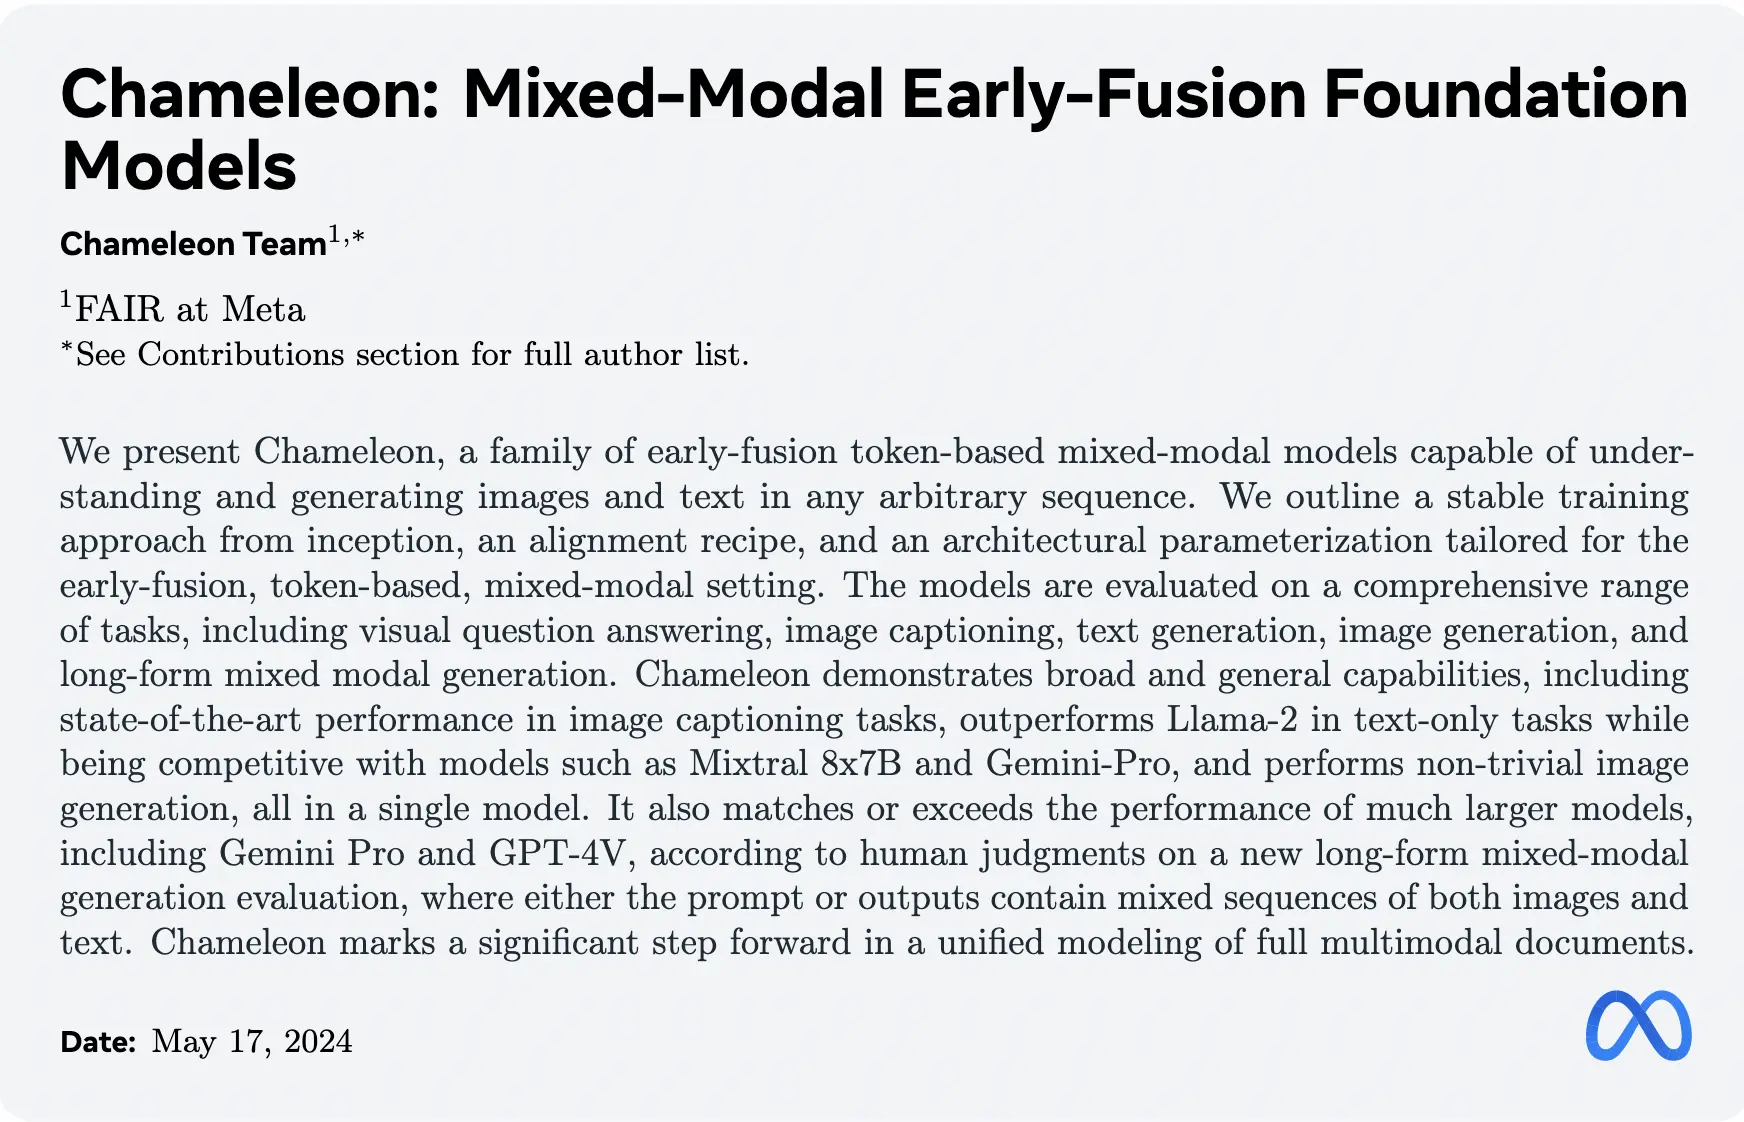 Chameleon: Mixed-Modal Early-Fusion Foundation
Models
Chameleon Team1,*
1FAIR at Meta
*See Contributions section for full author list.
We present Chameleon, a family of early-fusion token-based mixed-modal models capable of under-
standing and generating images and text in any arbitrary sequence. We outline a stable training
approach from inception, an alignment recipe, and an architectural parameterization tailored for the
early-fusion, token-based, mixed-modal setting. The models are evaluated on a comprehensive range
of tasks, including visual question answering, image captioning, text generation, image generation, and
long-form mixed modal generation. Chameleon demonstrates broad and general capabilities, including
state-of-the-art performance in image captioning tasks, outperforms Llama-2 in text-only tasks while
being competitive with models such as Mixtral 8x7B and Gemini-Pro, and performs non-trivial image
generation, all in a single model. It also matches or exceeds the performance of much larger models,
including Gemini Pro and GPT-4V, according to human judgments on a new long-form mixed-modal
generation evaluation, where either the prompt or outputs contain mixed sequences of both images and
text. Chameleon marks a significant step forward in a unified modeling of full multimodal documents.
Date: May 17, 2024